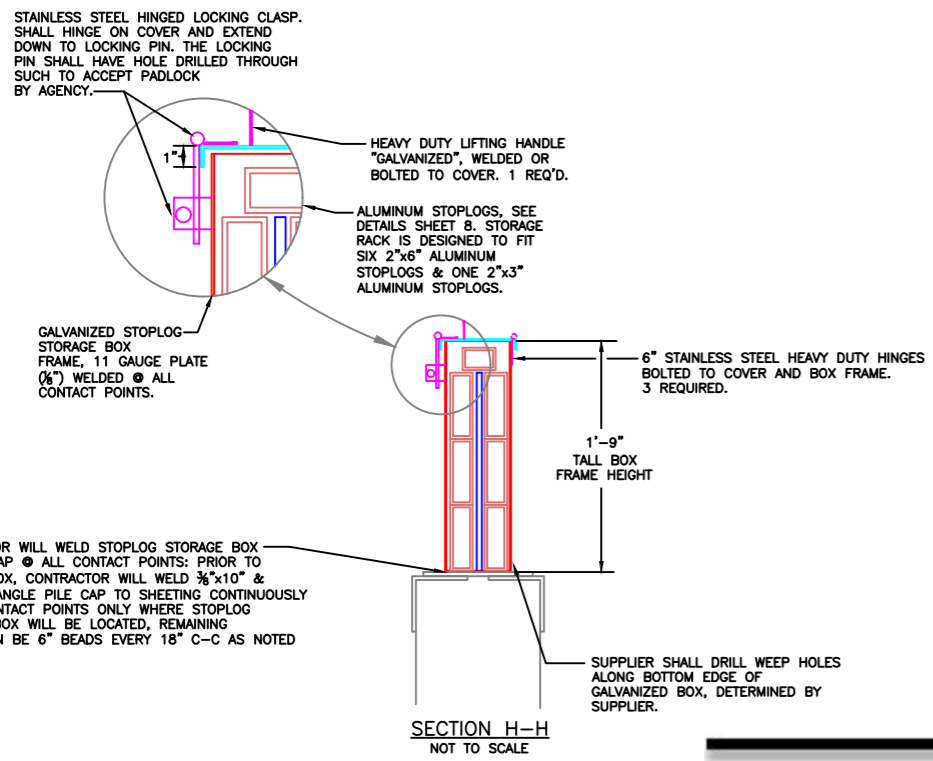 STAINLESS STEEL HINGED LOCKING CLASP.
SHALL HINGE ON COVER AND EXTEND
DOWN TO LOCKING PIN. THE LOCKING
PIN SHALL HAVE HOLE DRILLED THROUGH
SUCH TO ACCEPT PADLOCK
BY AGENCY.
1"
HEAVY DUTY LIFTING HANDLE
"GALVANIZED", WELDED OR
BOLTED TO COVER. 1 REQ'D.
ALUMINUM STOPLOGS, SEE
DETAILS SHEET 8. STORAGE
RACK IS DESIGNED TO FIT
SIX 2"x6" ALUMINUM
STOPLOGS & ONE 2"x3"
ALUMINUM STOPLOGS.
GALVANIZED STOPLOG
STORAGE BOX
FRAME, 11 GAUGE PLATE
(⅛") WELDED @ ALL
CONTACT POINTS.
6" STAINLESS STEEL HEAVY DUTY HINGES
BOLTED TO COVER AND BOX FRAME.
3 REQUIRED.
1'-9"
TALL BOX
FRAME HEIGHT
OR WILL WELD STOPLOG STORAGE BOX
AP @ ALL CONTACT POINTS: PRIOR TO
OX, CONTRACTOR WILL WELD ⅜"x10" &
ANGLE PILE CAP TO SHEETING CONTINUOUSLY
NTACT POINTS ONLY WHERE STOPLOG
BOX WILL BE LOCATED, REMAINING
N BE 6" BEADS EVERY 18" C-C AS NOTED
SUPPLIER SHALL DRILL WEEP HOLES
ALONG BOTTOM EDGE OF
GALVANIZED BOX, DETERMINED BY
SUPPLIER.
SECTION H-H
NOT TO SCALE